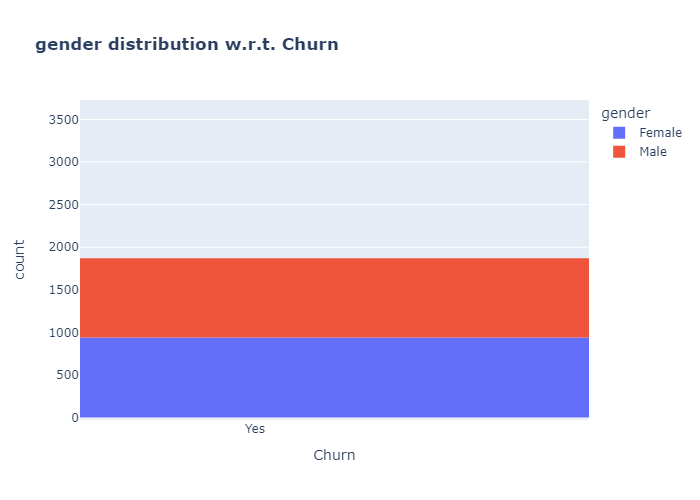 gender distribution w.r.t. Churn
3500
3000
2500
2000
1500
1000
500
0
count
Yes
Churn
gender
Female
Male